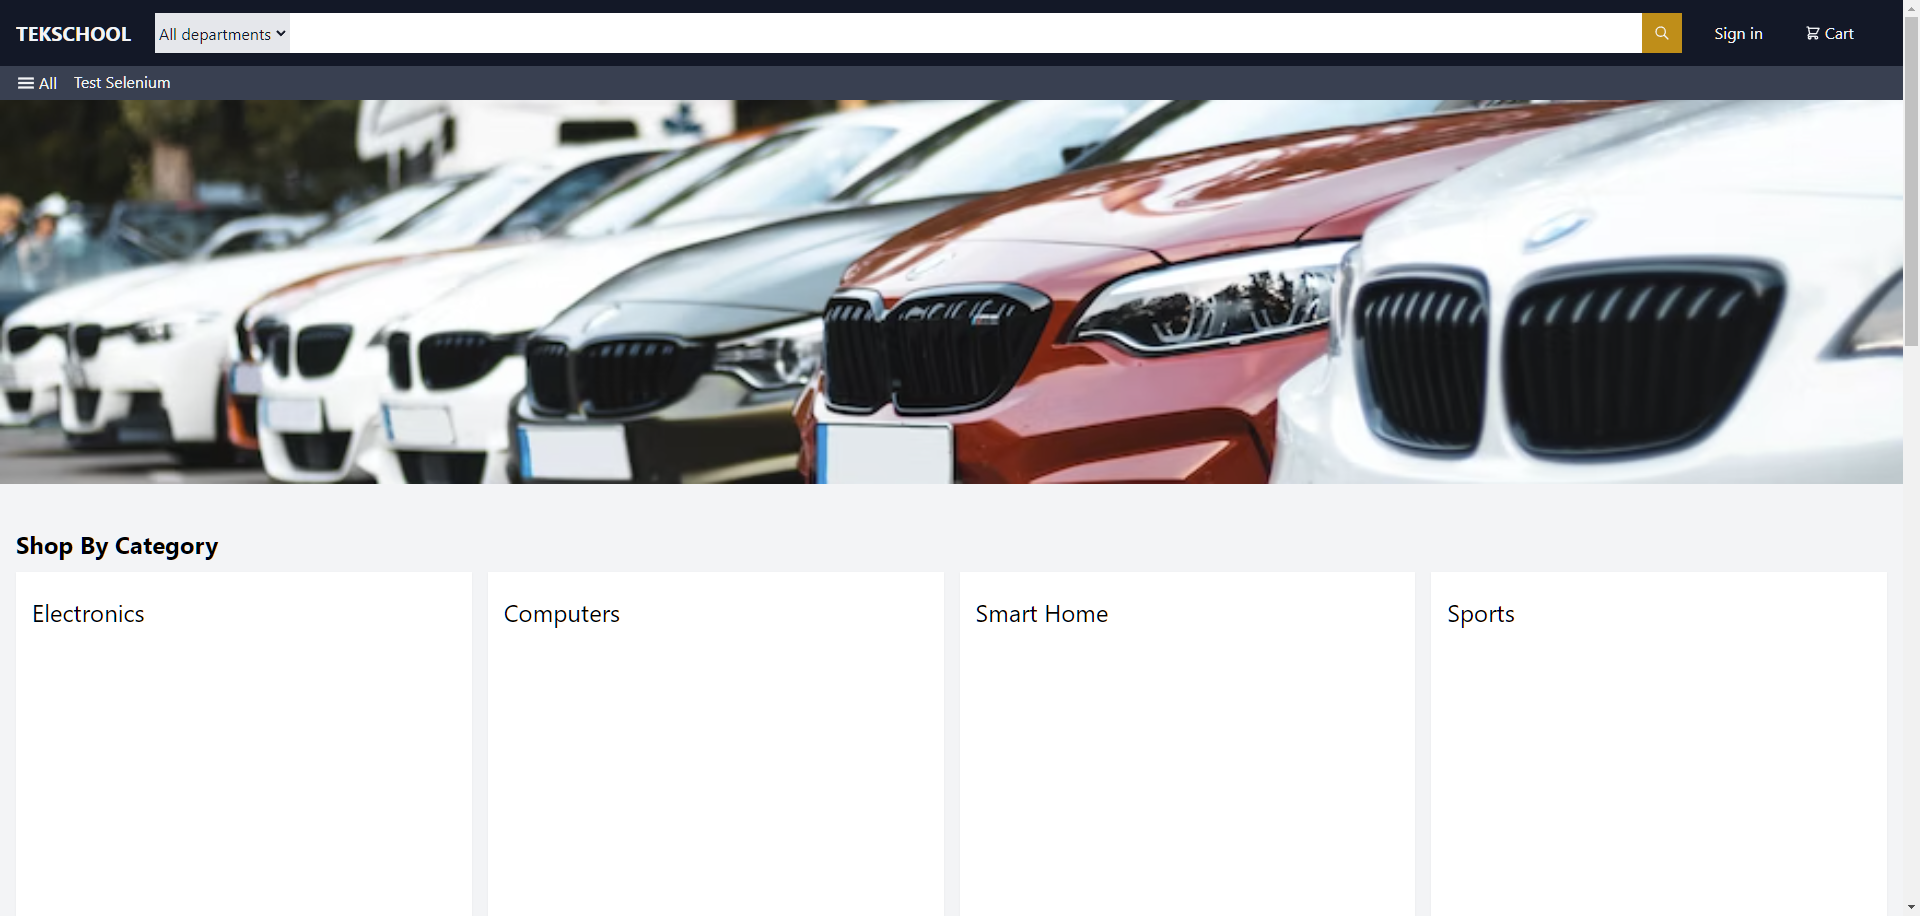 TEKSCHOOL All departments Sign in Cart
All Test Selenium
Shop By Category
Electronics Computers Smart Home Sports